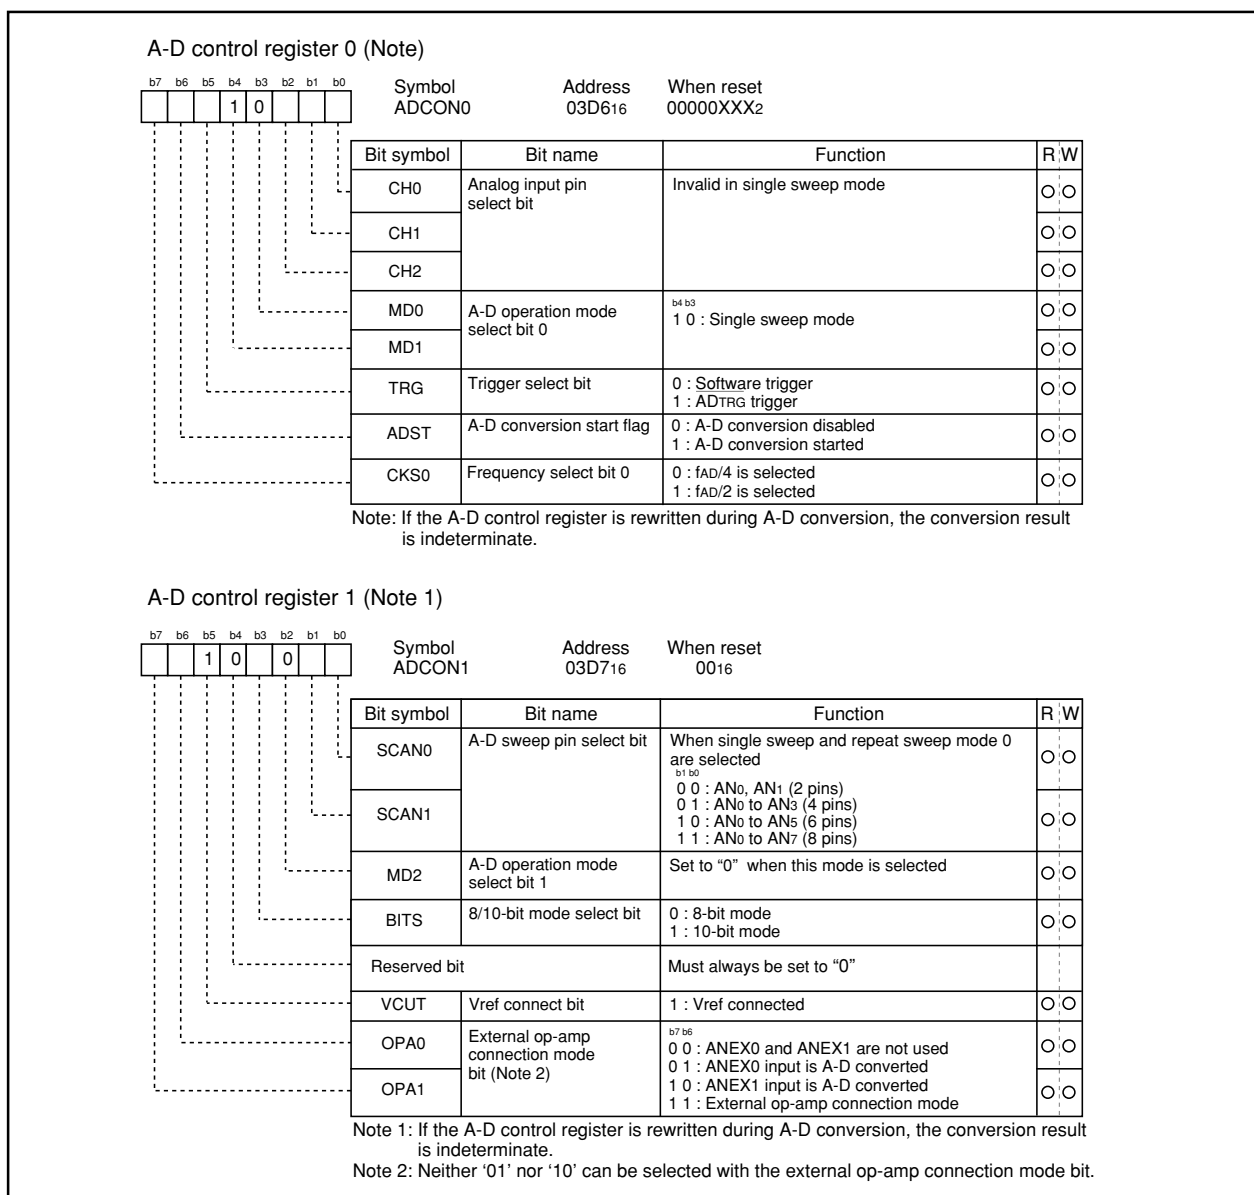 A-D control register 0 (Note)
b7 b6 b5 b4 b3 b2 b1 b0
1 0
Symbol Address When reset
ADCON0 03D616 00000XXX2
Bit symbol Bit name Function R W
CH0 Analog input pin select bit Invalid in single sweep mode
CH1
CH2
MD0 A-D operation mode select bit 0 b4 b3
1 0 : Single sweep mode
MD1
TRG Trigger select bit 0 : Software trigger
1 : ADTRG trigger
ADST A-D conversion start flag 0 : A-D conversion disabled
1 : A-D conversion started
CKS0 Frequency select bit 0 0 : fAD/4 is selected
1 : fAD/2 is selected
Note: If the A-D control register is rewritten during A-D conversion, the conversion result
is indeterminate.
A-D control register 1 (Note 1)
b7 b6 b5 b4 b3 b2 b1 b0
1 0 0
Symbol Address When reset
ADCON1 03D716 0016
Bit symbol Bit name Function R W
SCAN0 A-D sweep pin select bit When single sweep and repeat sweep mode 0
are selected
b1 b0
0 0 : AN0, AN1 (2 pins)
0 1 : AN0 to AN3 (4 pins)
SCAN1 1 0 : AN0 to AN5 (6 pins)
1 1 : AN0 to AN7 (8 pins)
MD2 A-D operation mode select bit 1 Set to “0” when this mode is selected
BITS 8/10-bit mode select bit 0 : 8-bit mode
1 : 10-bit mode
Reserved bit Must always be set to “0”
VCUT Vref connect bit 1 : Vref connected
OPA0 External op-amp connection mode bit (Note 2) b7 b6
0 0 : ANEX0 and ANEX1 are not used
0 1 : ANEX0 input is A-D converted
OPA1 1 0 : ANEX1 input is A-D converted
1 1 : External op-amp connection mode
Note 1: If the A-D control register is rewritten during A-D conversion, the conversion result
is indeterminate.
Note 2: Neither ‘01’ nor ‘10’ can be selected with the external op-amp connection mode bit.